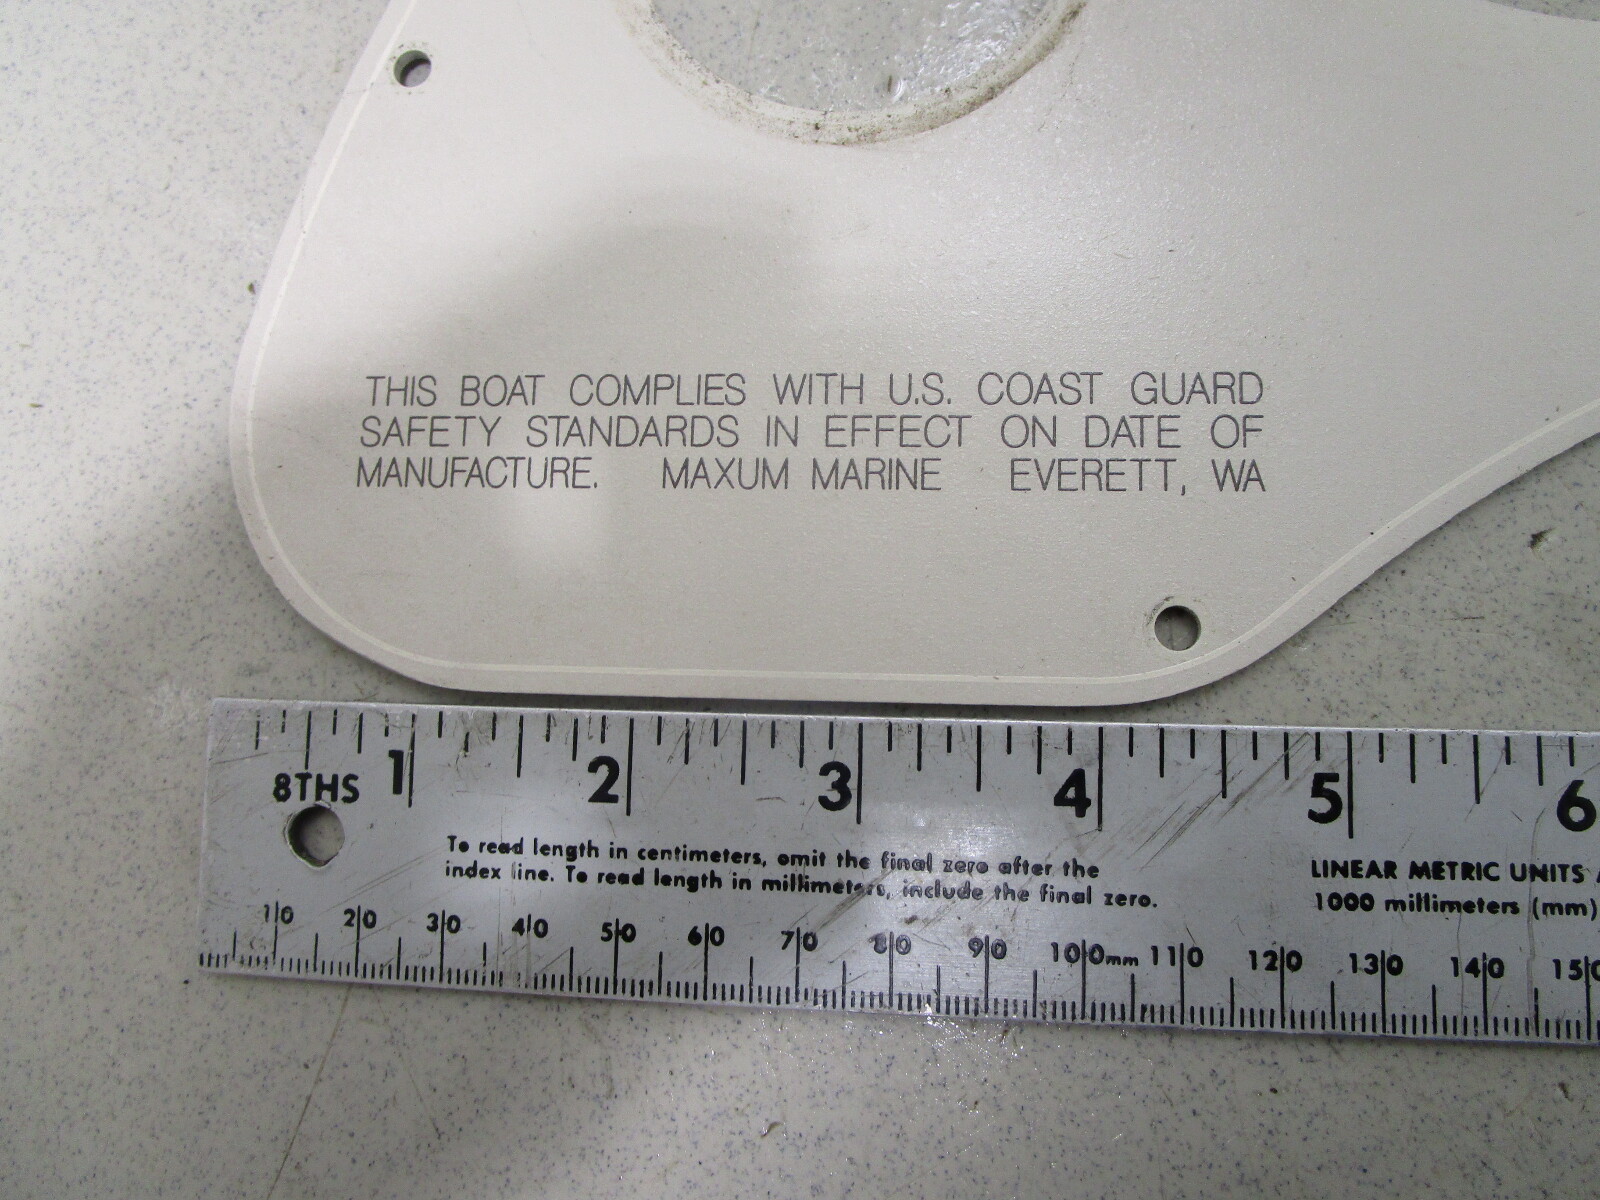 THIS BOAT COMPLIES WITH U.S. COAST GUARD
SAFETY STANDARDS IN EFFECT ON DATE OF
MANUFACTURE. MAXUM MARINE EVERETT, WA
1 2 3 4 5 6
8THS
To read length in centimeters, omit the final zero after the
index line. To read length in millimeters, include the final zero.
LINEAR METRIC UNITS
1000 millimeters (mm)
10 20 30 40 50 60 70 80 90 100mm 110 120 130 140 150